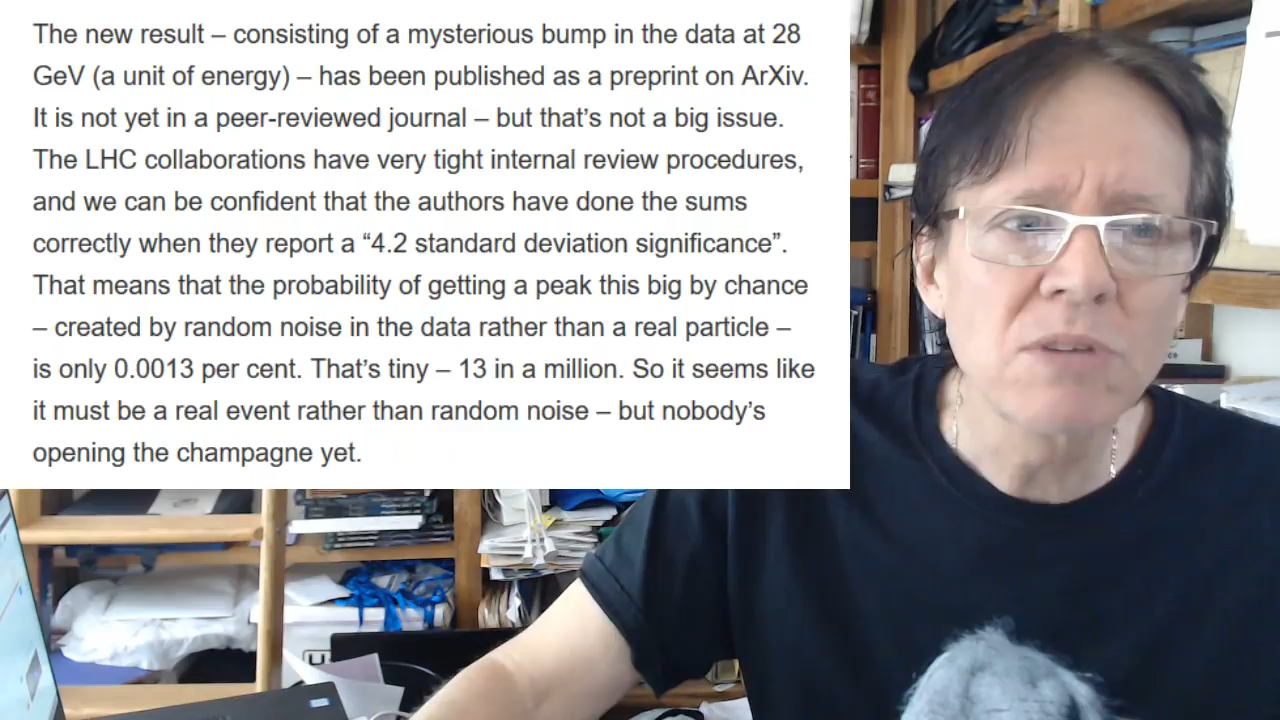 The new result – consisting of a mysterious bump in the data at 28
GeV (a unit of energy) – has been published as a preprint on ArXiv.
It is not yet in a peer-reviewed journal – but that’s not a big issue.
The LHC collaborations have very tight internal review procedures,
and we can be confident that the authors have done the sums
correctly when they report a “4.2 standard deviation significance”.
That means that the probability of getting a peak this big by chance
– created by random noise in the data rather than a real particle –
is only 0.0013 per cent. That’s tiny – 13 in a million. So it seems like
it must be a real event rather than random noise – but nobody’s
opening the champagne yet.